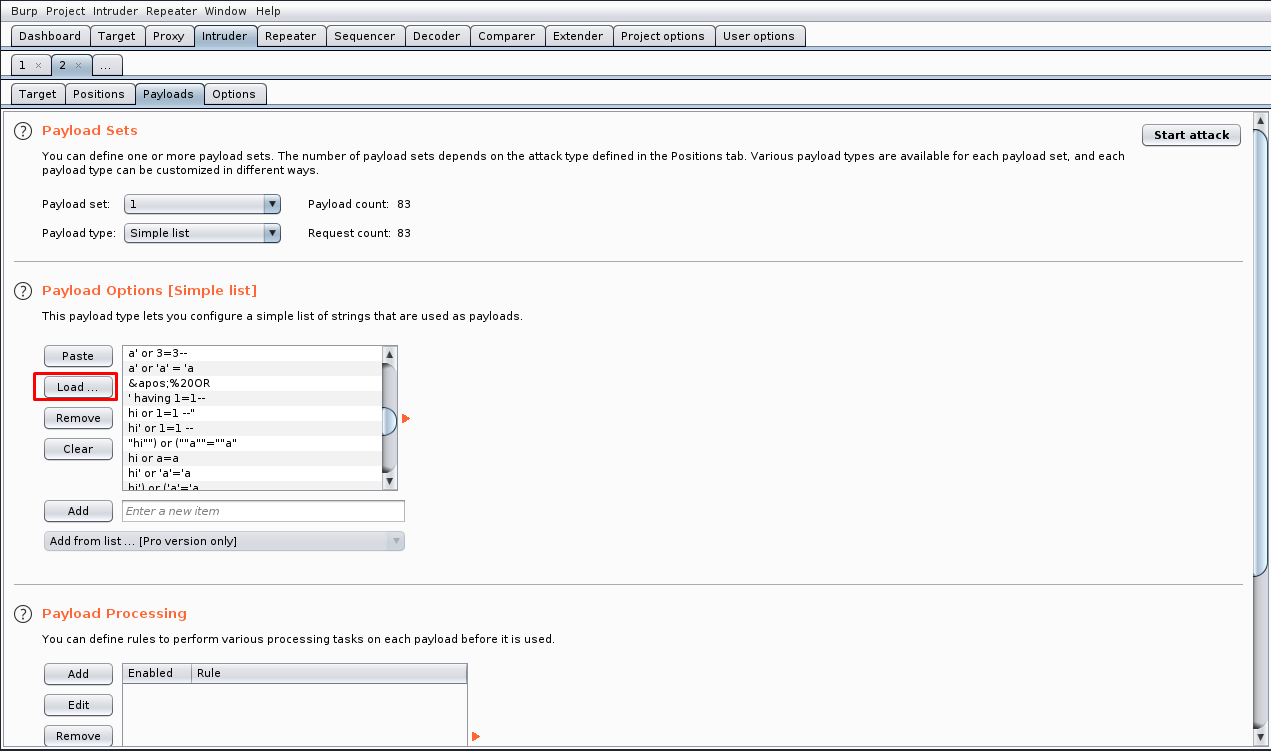 Burp Project Intruder Repeater Window Help
Dashboard Target Proxy Intruder Repeater Sequencer Decoder Comparer Extender Project options User options
1 × 2 × ...
Target Positions Payloads Options
? Payload Sets
Start attack
You can define one or more payload sets. The number of payload sets depends on the attack type defined in the Positions tab. Various payload types are available for each payload set, and each
payload type can be customized in different ways.
Payload set: 1 Payload count: 83
Payload type: Simple list Request count: 83
? Payload Options [Simple list]
This payload type lets you configure a simple list of strings that are used as payloads.
Paste
Load ...
Remove
Clear
a' or 3=3--
a' or 'a' = 'a
&apos;%20OR
' having 1=1--
hi or 1=1 --"
hi' or 1=1 --
"hi"") or (""a""=""a"
hi or a=a
hi' or 'a'='a
hi') or ('a'='a
Add Enter a new item
Add from list ... [Pro version only]
? Payload Processing
You can define rules to perform various processing tasks on each payload before it is used.
Add
Edit
Remove
Enabled Rule